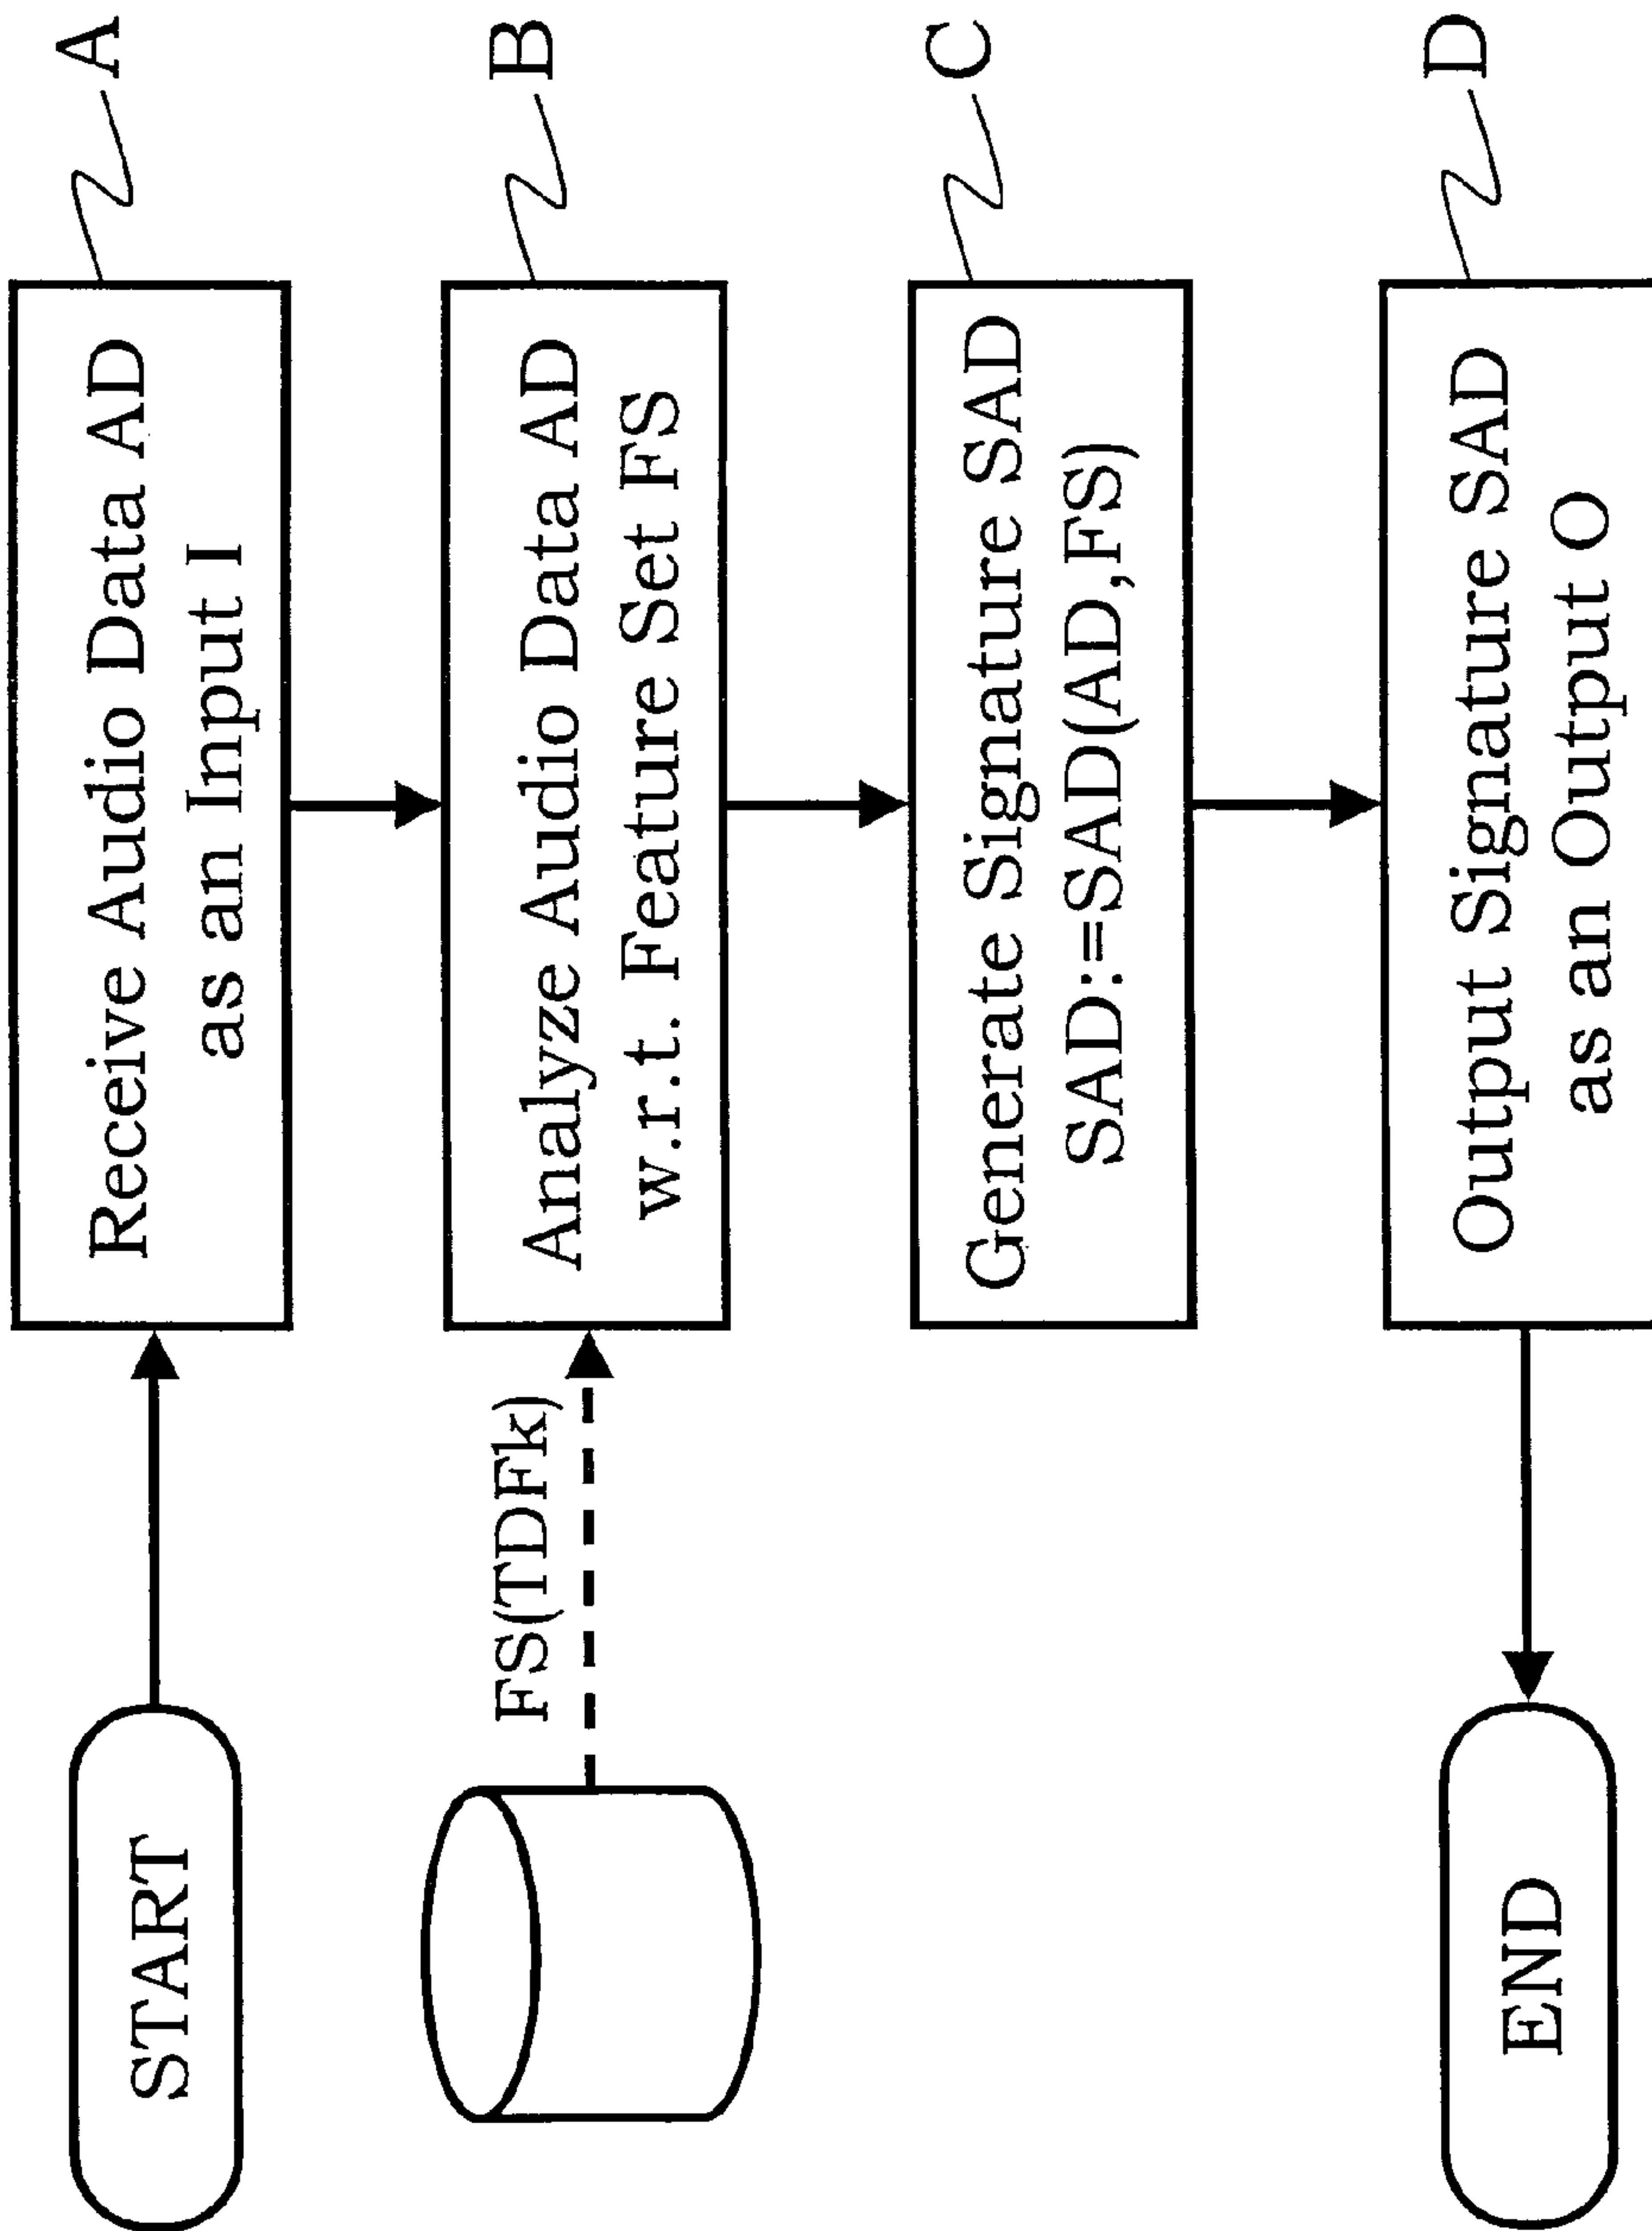 START
Receive Audio Data AD
as an Input I
A
FS(TDFk)
Analyze Audio Data AD
w.r.t. Feature Set FS
B
Generate Signature SAD
SAD:=SAD(AD,FS)
C
Output Signature SAD
as an Output O
D
END